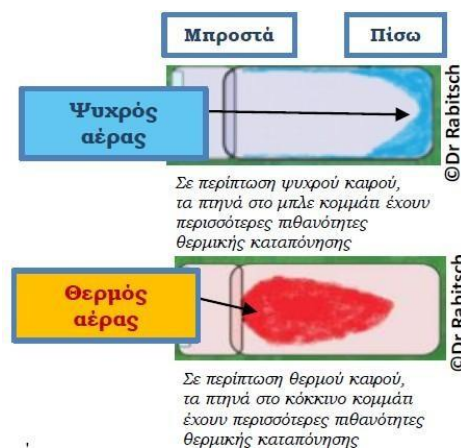 Μπροστά
Πίσω
Ψυχρός
αέρας
©Dr Rabitsch
Σε περίπτωση ψυχρού καιρού,
τα πτηνά στο μπλε κομμάτι έχουν
περισσότερες πιθανότητες
θερμικής καταπόνησης
Θερμός
αέρας
©Dr Rabitsch
Σε περίπτωση θερμού καιρού,
τα πτηνά στο κόκκινο κομμάτι
έχουν περισσότερες πιθανότητες
θερμικής καταπόνησης